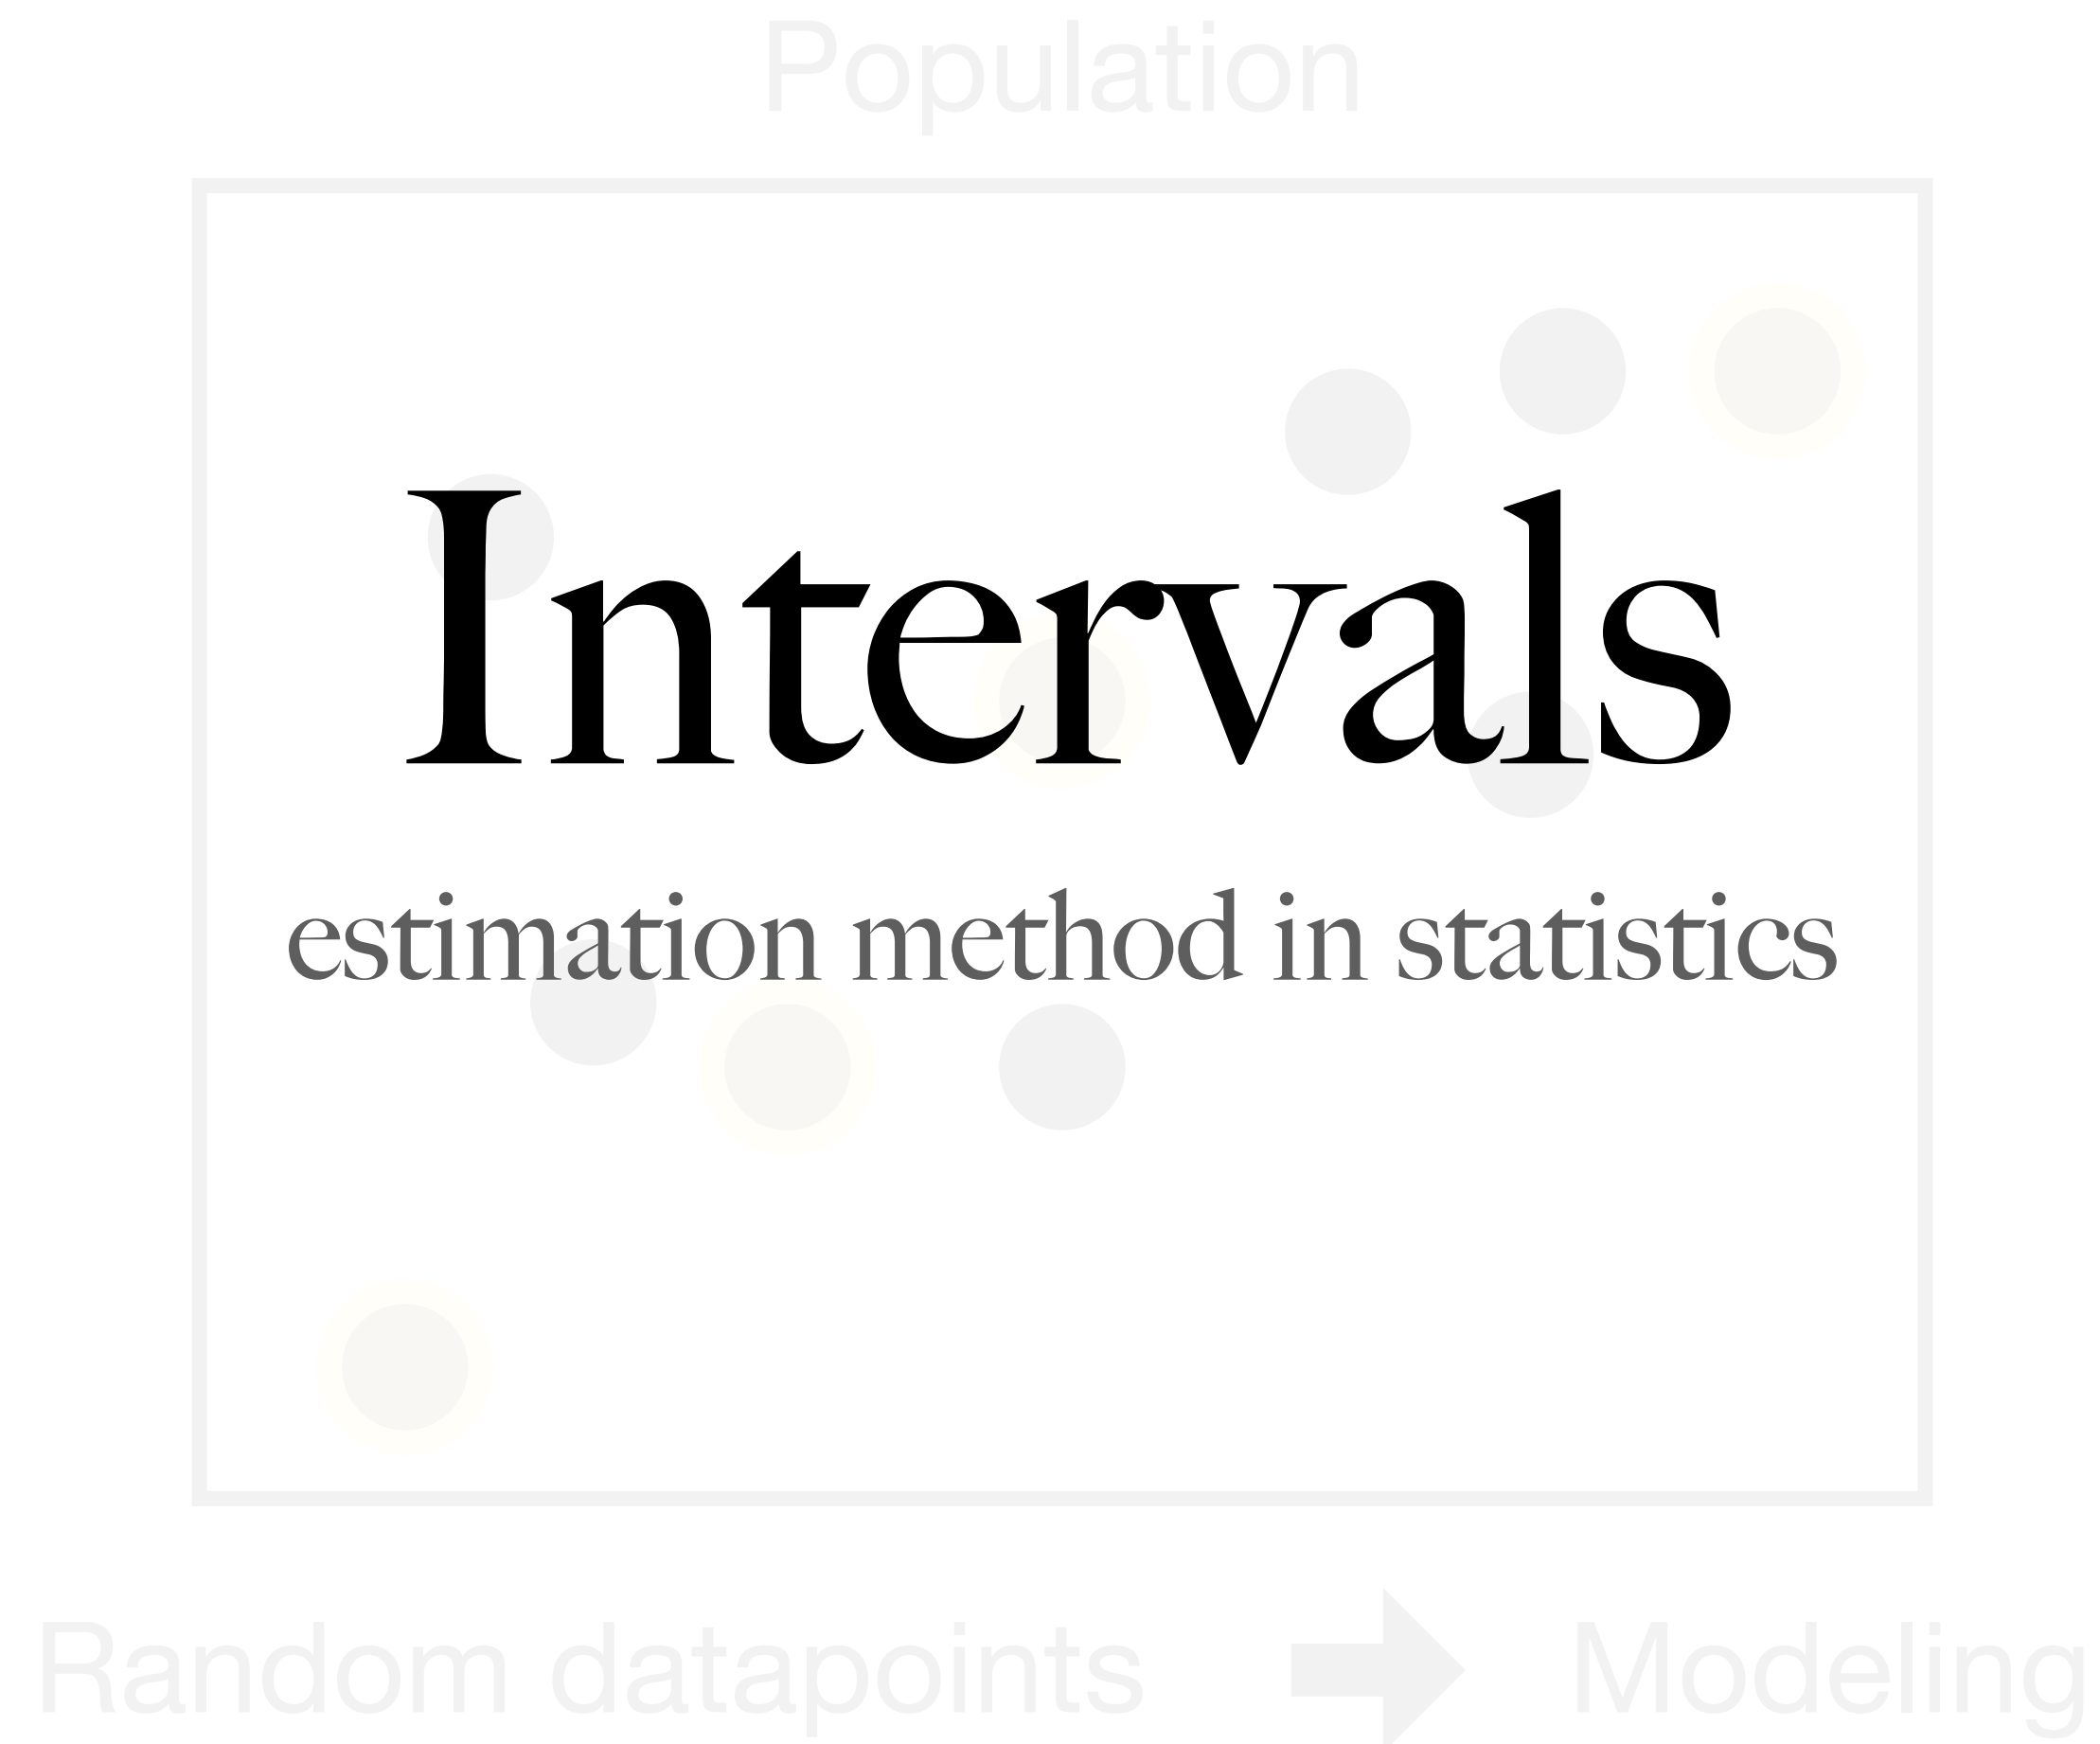 Population
Intervals
estimation method in statistics
Random datapoints
Modeling